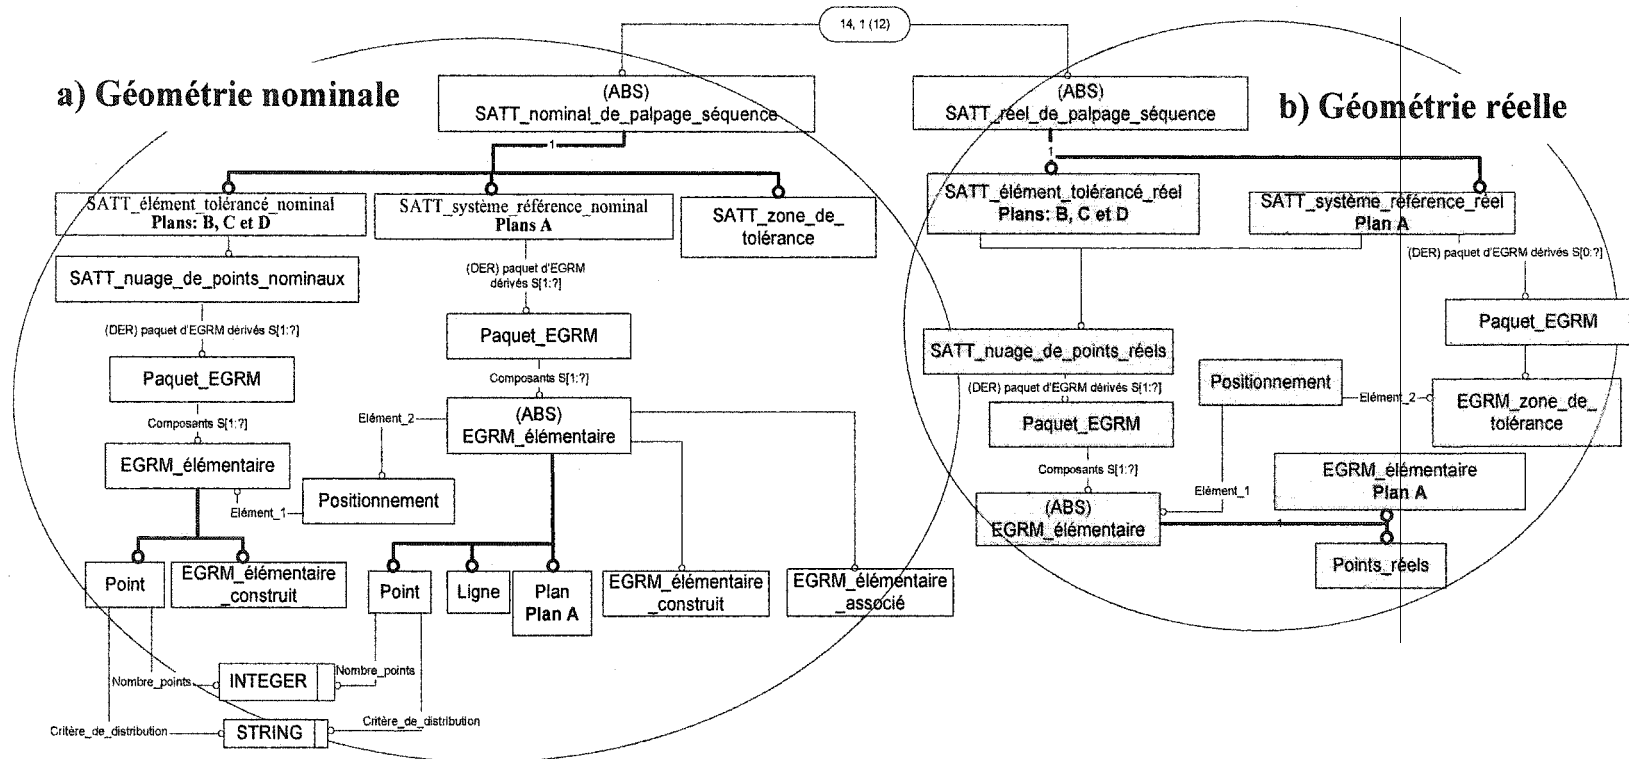 14, 1 (12)
a) Géométrie nominale
(ABS)
SATT_nominal_de_palpage_séquence
1
SATT_élément_tolérancé_nominal
Plans: B, C et D
SATT_système_référence_nominal
Plans A
SATT_zone_de_
tolérance
SATT_nuage_de_points_nominaux
(DER) paquet d'EGRM dérivés S[1:?]
Paquet_EGRM
Composants S[1:?]
EGRM_élémentaire
(DER) paquet d'EGRM
dérivés S[1:?]
Paquet_EGRM
Composants S[1:?]
(ABS)
EGRM_élémentaire
Elément_2
Positionnement
Elément_1
Point
EGRM_élémentaire
_construit
Point
Ligne
Plan
Plan A
EGRM_élémentaire
_construit
EGRM_élémentaire
_associé
Nombre_points
INTEGER
Nombre_points
Critère_de_distribution
STRING
Critère_de_distribution
b) Géométrie réelle
(ABS)
SATT_réel_de_palpage_séquence
1
SATT_élément_tolérancé_réel
Plans: B, C et D
SATT_système_référence_réel
Plan A
(DER) paquet d'EGRM dérivés S[0:?]
Paquet_EGRM
SATT_nuage_de_points_réels
(DER) paquet d'EGRM dérivés S[1:?]
Paquet_EGRM
Composants S[1:?]
(ABS)
EGRM_élémentaire
Positionnement
Elément_2
EGRM_zone_de_
tolérance
Elément_1
EGRM_élémentaire
Plan A
1
Points_réels